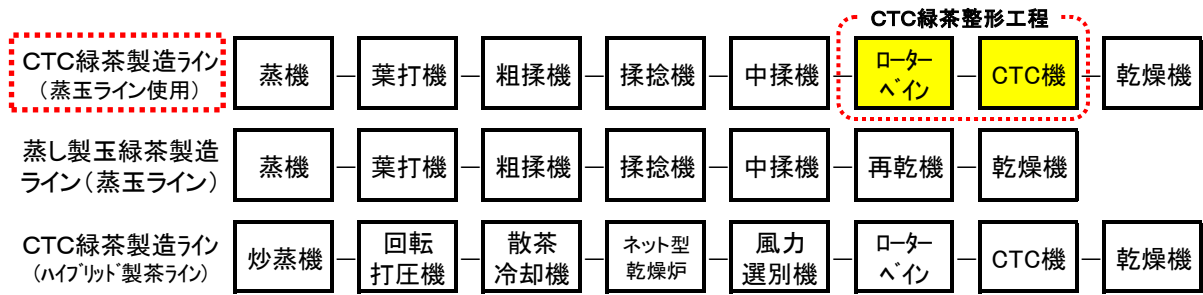 CTC緑茶整形工程
CTC緑茶製造ライン
（蒸玉ライン使用）
蒸機
葉打機
粗揉機
揉捻機
中揉機
ローター
ベイン
CTC機
乾燥機
蒸し製玉緑茶製造
ライン（蒸玉ライン）
蒸機
葉打機
粗揉機
揉捻機
中揉機
再乾機
乾燥機
CTC緑茶製造ライン
（ハイブリッド製茶ライン）
炒蒸機
回転
打圧機
散茶
冷却機
ネット型
乾燥炉
風力
選別機
ローター
ベイン
CTC機
乾燥機